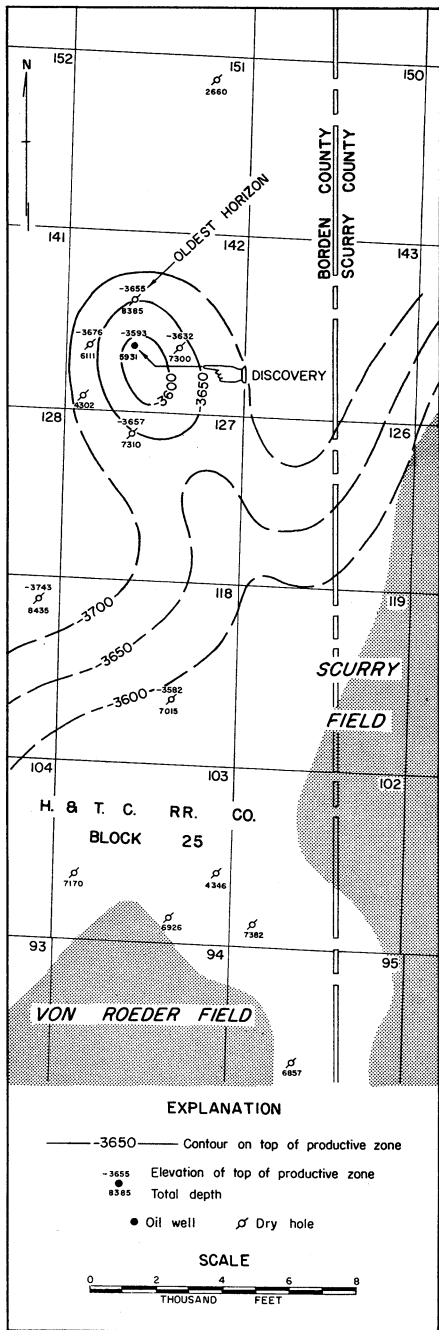 152
151
150
N
2660
BORDEN COUNTY
SCURRY COUNTY
141
142
143
OLDEST HORIZON
-3655
8385
-3676
6111
-3593
5931
-3632
7300
-3600
-3650
DISCOVERY
4302
128
-3657
7310
127
126
-3743
8435
118
119
-3700
-3650
-3600
-3582
7015
SCURRY
FIELD
104
103
102
H. & T. C. RR. CO.
BLOCK 25
7170
4346
6926
7382
93
94
95
VON ROEDER FIELD
6857
EXPLANATION
-3650 Contour on top of productive zone
-3655 Elevation of top of productive zone
8385 Total depth
Oil well Dry hole
SCALE
0 2 4 6 8
THOUSAND FEET